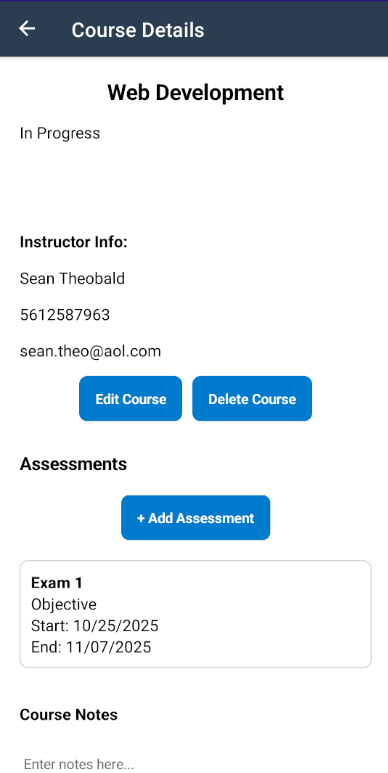 Course Details
Web Development
In Progress
Instructor Info:
Sean Theobald
5612587963
sean.theo@aol.com
Edit Course
Delete Course
Assessments
+ Add Assessment
Exam 1
Objective
Start: 10/25/2025
End: 11/07/2025
Course Notes
Enter notes here...